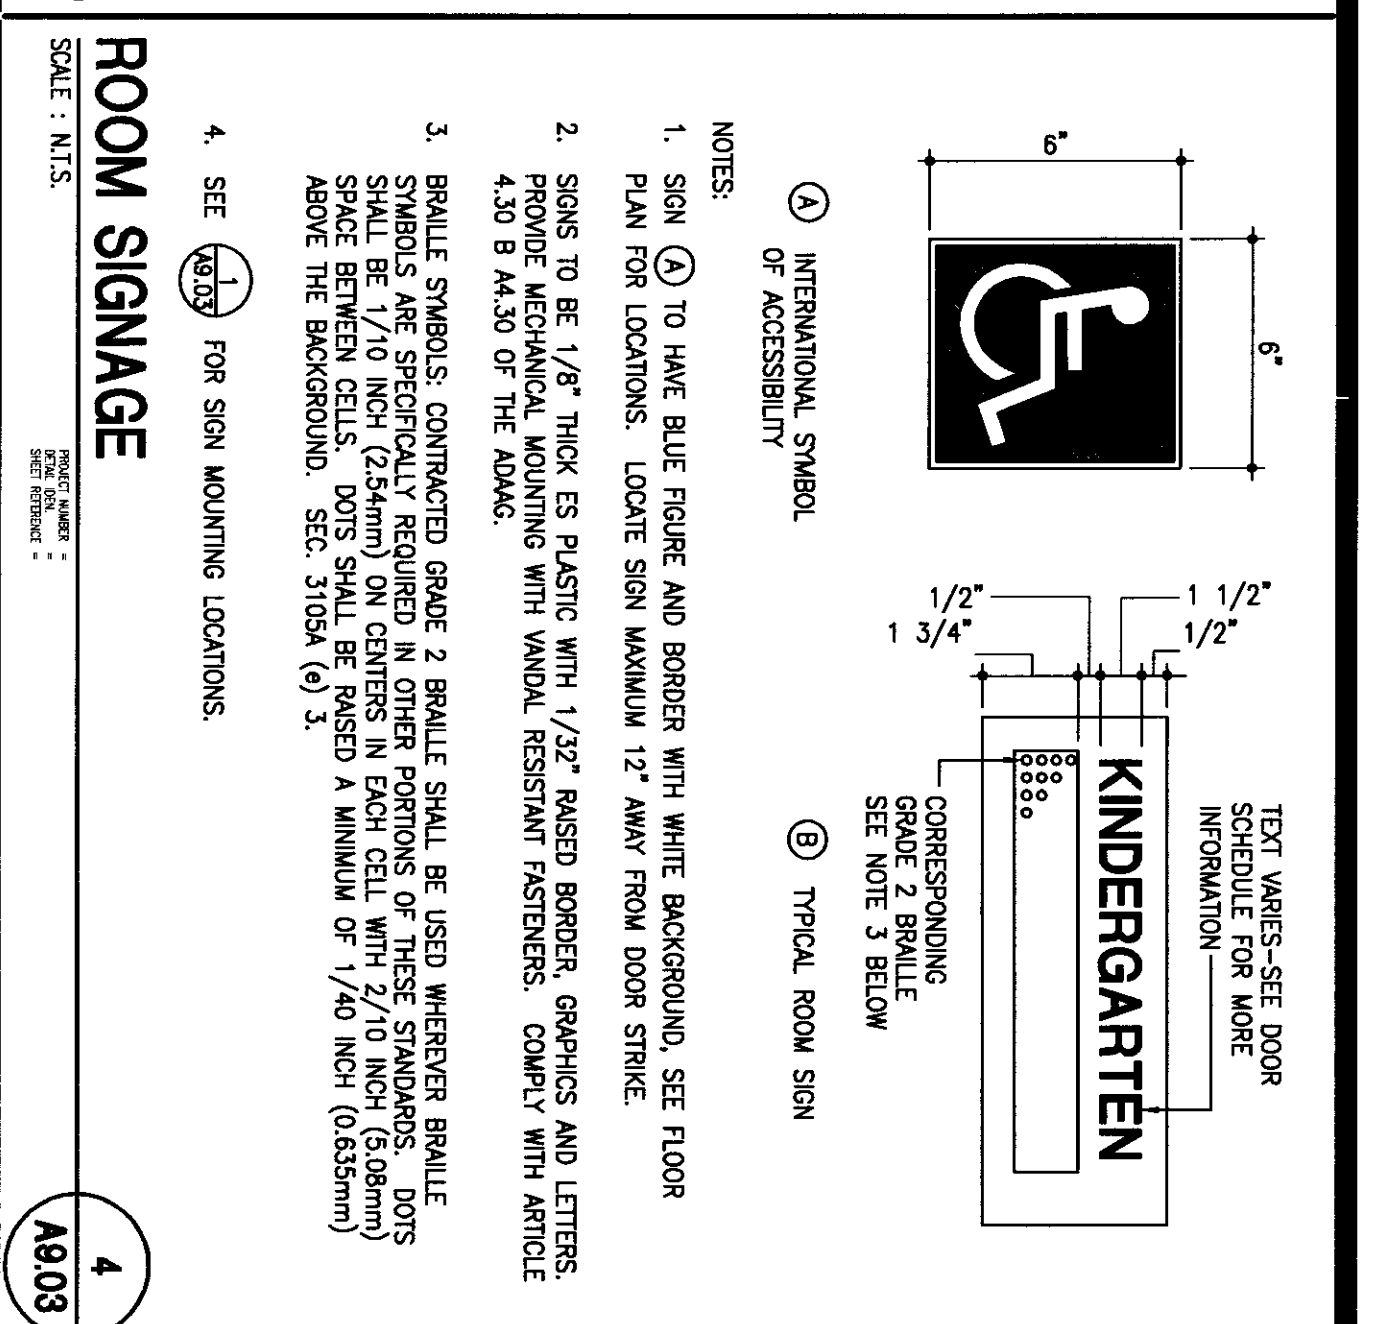 6"
6"
Ⓐ INTERNATIONAL SYMBOL
OF ACCESSIBILITY
TEXT VARIES-SEE DOOR
SCHEDULE FOR MORE
INFORMATION
1 1/2"
1/2"
1/2"
1 3/4"
KINDERGARTEN
CORRESPONDING
GRADE 2 BRAILLE
SEE NOTE 3 BELOW
Ⓑ TYPICAL ROOM SIGN
NOTES:
1. SIGN Ⓐ TO HAVE BLUE FIGURE AND BORDER WITH WHITE BACKGROUND, SEE FLOOR
PLAN FOR LOCATIONS. LOCATE SIGN MAXIMUM 12" AWAY FROM DOOR STRIKE.
2. SIGNS TO BE 1/8" THICK ES PLASTIC WITH 1/32" RAISED BORDER, GRAPHICS AND LETTERS.
PROVIDE MECHANICAL MOUNTING WITH VANDAL RESISTANT FASTENERS. COMPLY WITH ARTICLE
4.30 B A4.30 OF THE ADAAG.
3. BRAILLE SYMBOLS: CONTRACTED GRADE 2 BRAILLE SHALL BE USED WHEREVER BRAILLE
SYMBOLS ARE SPECIFICALLY REQUIRED IN OTHER PORTIONS OF THESE STANDARDS. DOTS
SHALL BE 1/10 INCH (2.54mm) ON CENTERS IN EACH CELL WITH 2/10 INCH (5.08mm)
SPACE BETWEEN CELLS. DOTS SHALL BE RAISED A MINIMUM OF 1/40 INCH (0.635mm)
ABOVE THE BACKGROUND. SEC. 3105A (e) 3.
4. SEE 1/A9.03 FOR SIGN MOUNTING LOCATIONS.
ROOM SIGNAGE
SCALE : N.T.S.
PROJECT NUMBER =
DETAIL IDEN. =
SHEET REFERENCE =
4
A9.03